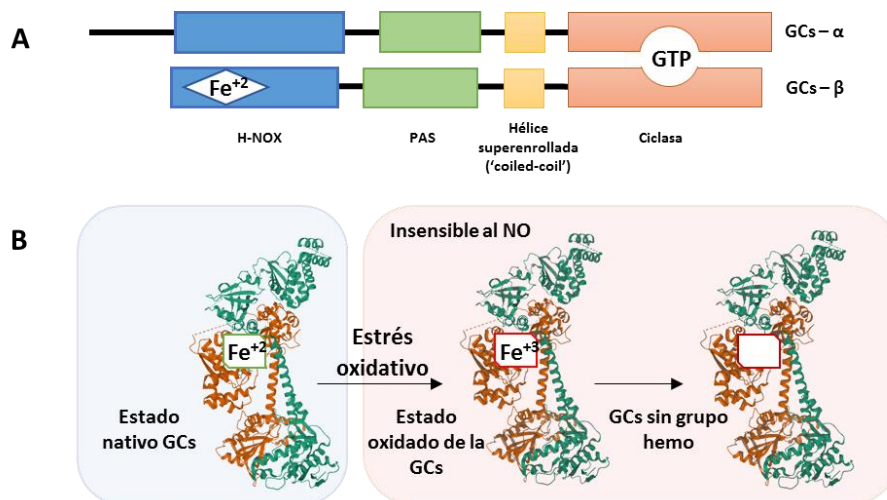 A
GCs – α
GTP
Fe+2
GCs – β
H-NOX
PAS
Hélice
superenrollada
(‘coiled-coil’)
Ciclasa
B
Insensible al NO
Fe+2
Estrés
oxidativo
Fe+3
Estado
nativo GCs
Estado
oxidado de la
GCs
GCs sin grupo
hemo